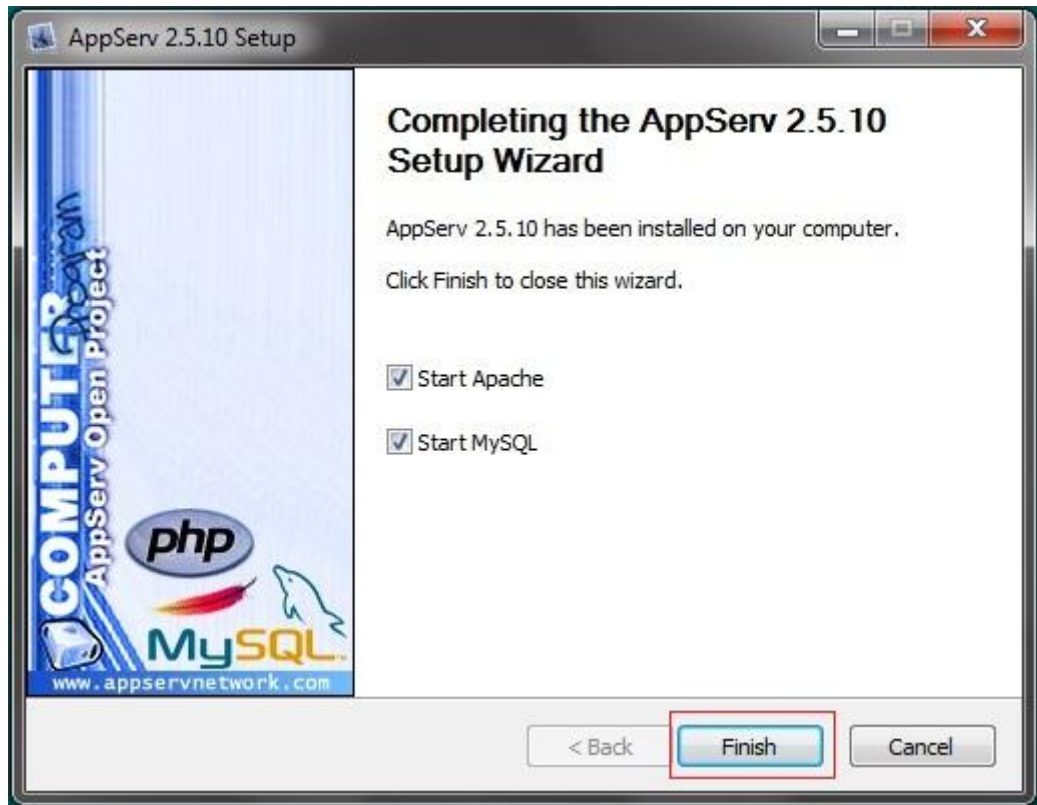 AppServ 2.5.10 Setup
Completing the AppServ 2.5.10
Setup Wizard
AppServ 2.5.10 has been installed on your computer.
Click Finish to close this wizard.
Start Apache
Start MySQL
COMPUTER
program
AppServ Open Project
php
MySQL
www.appservnetwork.com
< Back
Finish
Cancel